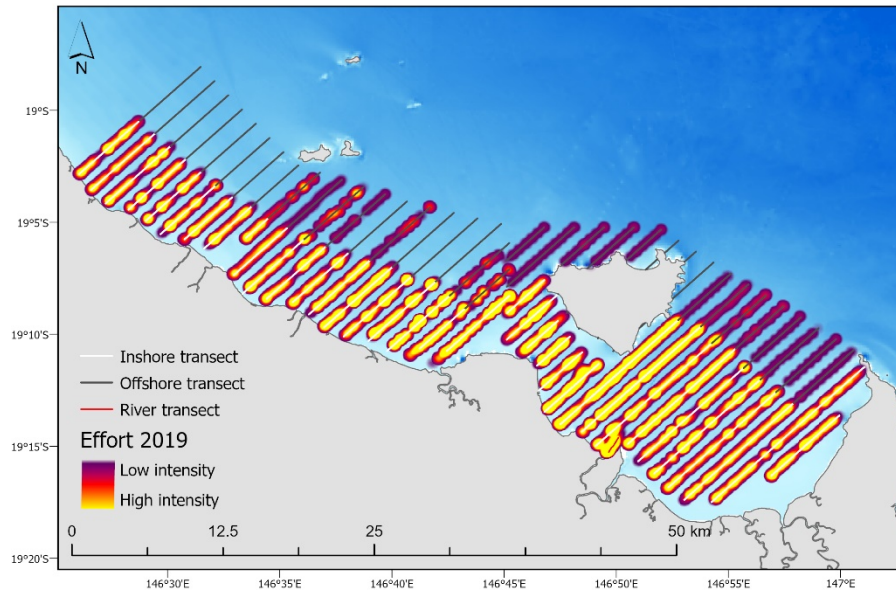 N
19°S
19°5'S
19°10'S
19°15'S
19°20'S
Inshore transect
Offshore transect
River transect
Effort 2019
Low intensity
High intensity
0 12.5 25 50 km
146°30'E 146°35'E 146°40'E 146°45'E 146°50'E 146°55'E 147°E